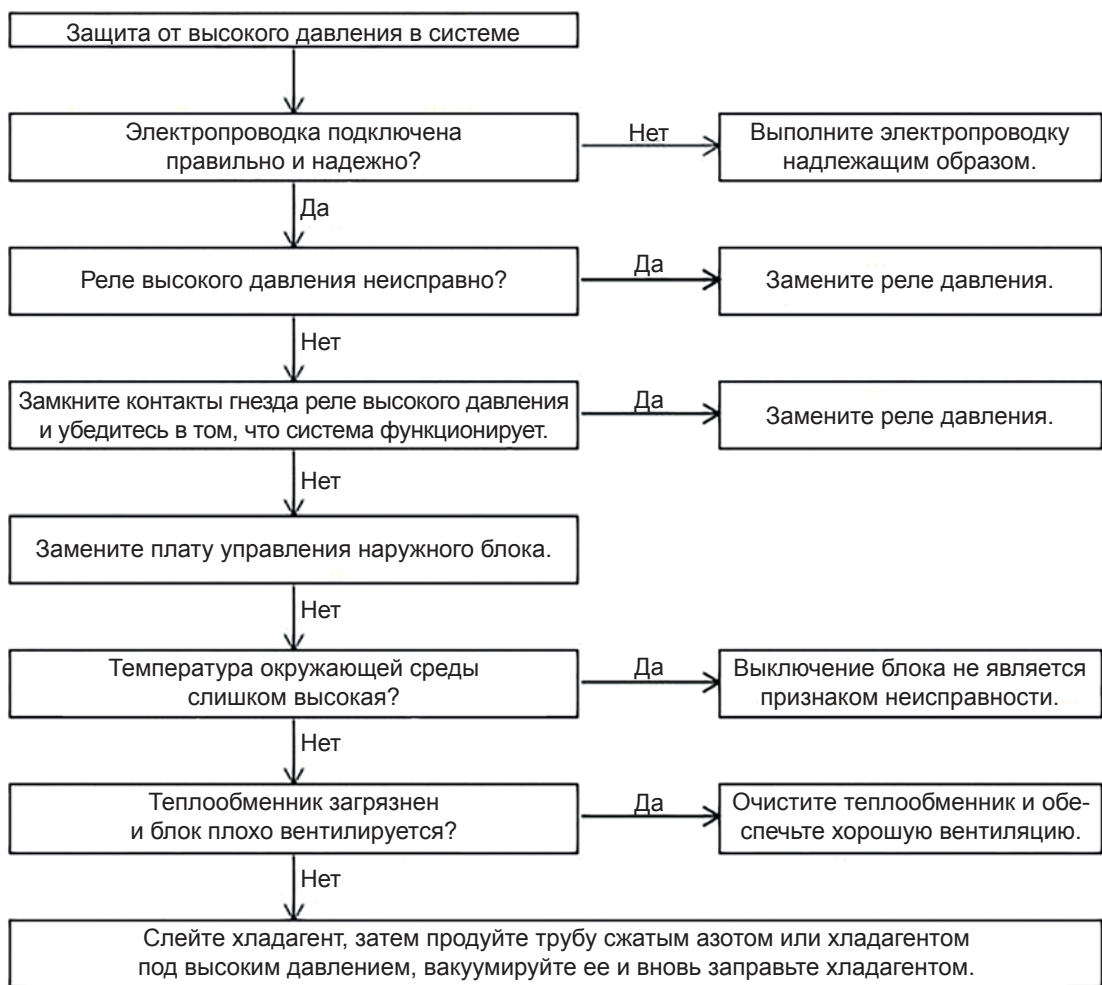 Защита от высокого давления в системе
Электропроводка подключена
правильно и надежно?
Нет
Выполните электропроводку
надлежащим образом.
Да
Реле высокого давления неисправно?
Да
Замените реле давления.
Нет
Замкните контакты гнезда реле высокого давления
и убедитесь в том, что система функционирует.
Да
Замените реле давления.
Нет
Замените плату управления наружного блока.
Нет
Температура окружающей среды
слишком высокая?
Да
Выключение блока не является
признаком неисправности.
Нет
Теплообменник загрязнен
и блок плохо вентилируется?
Да
Очистите теплообменник и обе-
спечьте хорошую вентиляцию.
Нет
Слейте хладагент, затем продуйте трубу сжатым азотом или хладагентом
под высоким давлением, вакуумируйте ее и вновь заправьте хладагентом.